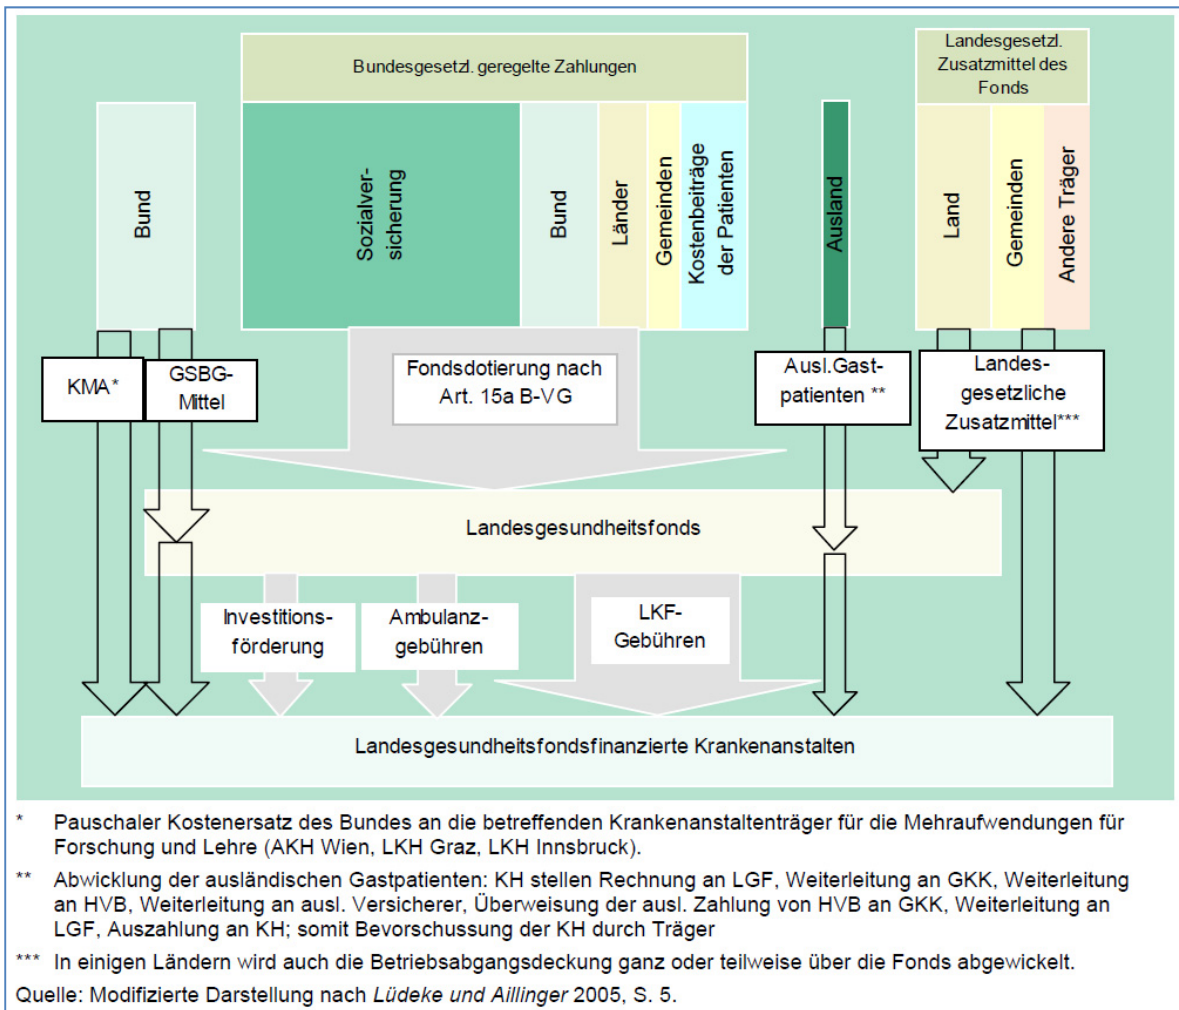 Bundesgesetzl. geregelte Zahlungen
Landesgesetzl.
Zusatzmittel des
Fonds
Bund
Sozialver-
sicherung
Bund
Länder
Gemeinden
Kostenbeiträge
der Patienten
Ausland
Land
Gemeinden
Andere Träger
KMA*
GSBG-
Mittel
Fondsdotierung nach
Art. 15a B-VG
Ausl.Gast-
patienten **
Landes-
gesetzliche
Zusatzmittel***
Landesgesundheitsfonds
Investitions-
förderung
Ambulanz-
gebühren
LKF-
Gebühren
Landesgesundheitsfondsfinanzierte Krankenanstalten
* Pauschaler Kostenersatz des Bundes an die betreffenden Krankenanstaltenträger für die Mehraufwendungen für
Forschung und Lehre (AKH Wien, LKH Graz, LKH Innsbruck).
** Abwicklung der ausländischen Gastpatienten: KH stellen Rechnung an LGF, Weiterleitung an GKK, Weiterleitung
an HVB, Weiterleitung an ausl. Versicherer, Überweisung der ausl. Zahlung von HVB an GKK, Weiterleitung an
LGF, Auszahlung an KH; somit Bevorschussung der KH durch Träger
*** In einigen Ländern wird auch die Betriebsabgangsdeckung ganz oder teilweise über die Fonds abgewickelt.
Quelle: Modifizierte Darstellung nach Lüdeke und Aillinger 2005, S. 5.